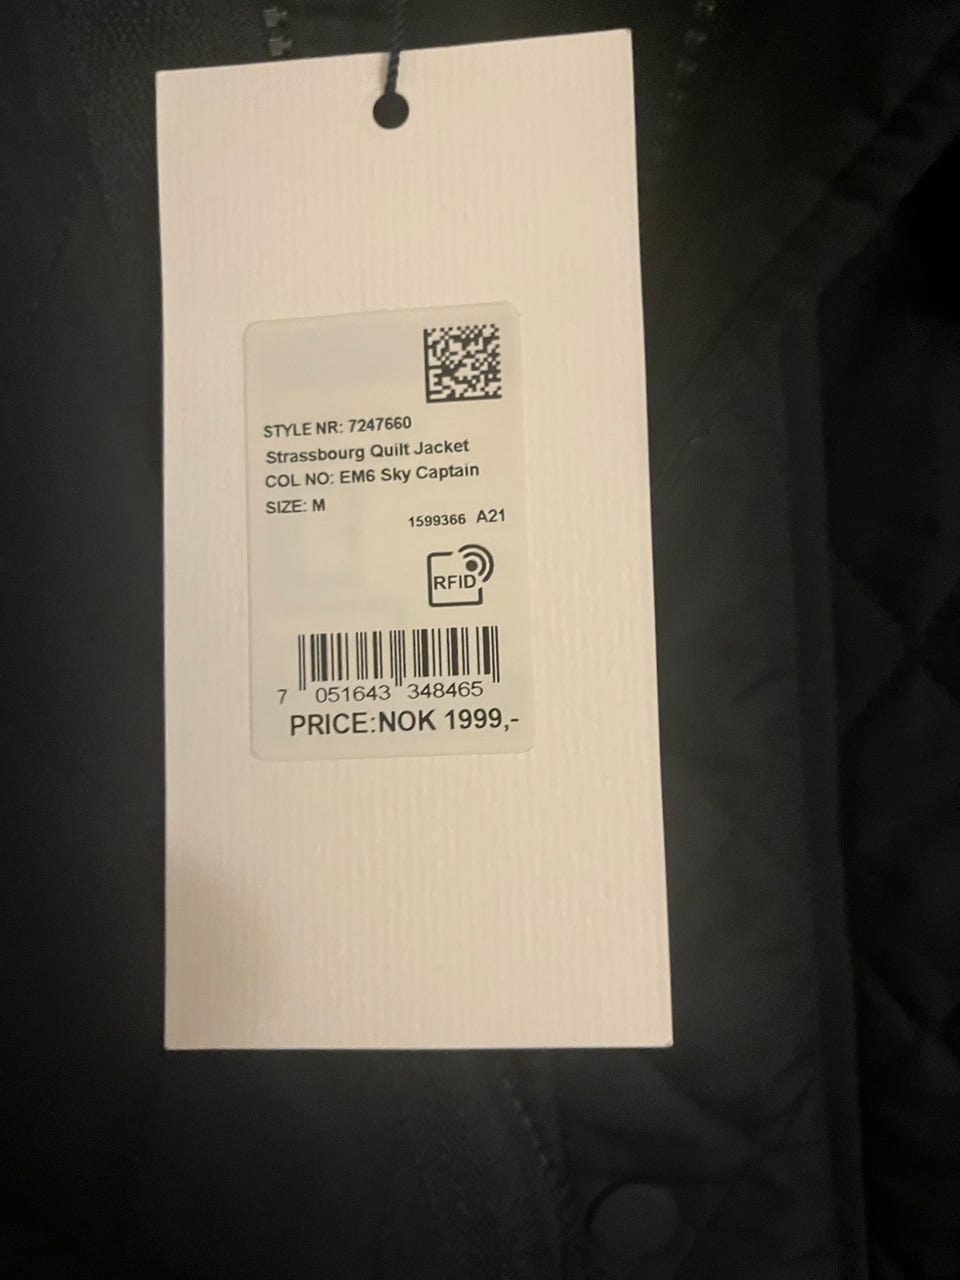 STYLE NR: 7247660
Strassbourg Quilt Jacket
COL NO: EM6 Sky Captain
SIZE: M
1599366 A21
RFID
7 051643 348465
PRICE:NOK 1999,-